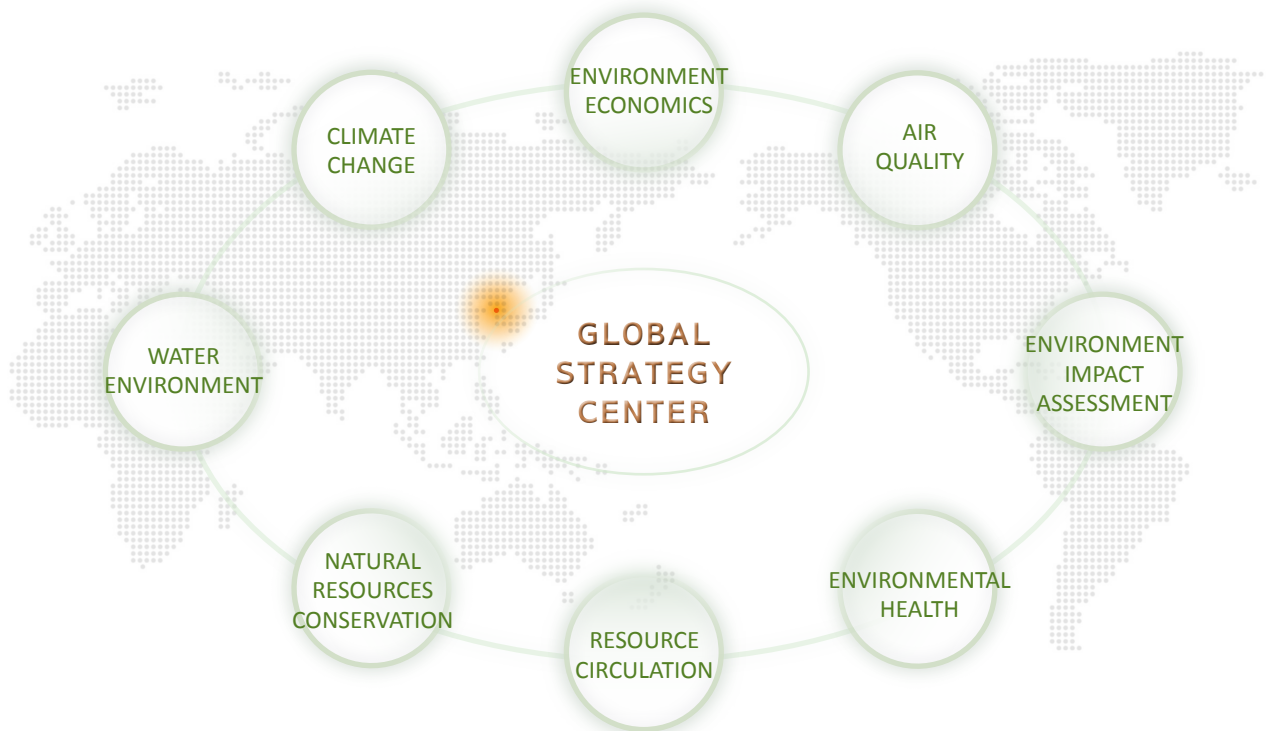 ENVIRONMENT
ECONOMICS
CLIMATE
CHANGE
AIR
QUALITY
WATER
ENVIRONMENT
GLOBAL
STRATEGY
CENTER
ENVIRONMENT
IMPACT
ASSESSMENT
NATURAL
RESOURCES
CONSERVATION
ENVIRONMENTAL
HEALTH
RESOURCE
CIRCULATION